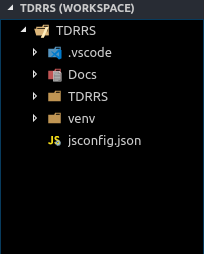 TDRRS (WORKSPACE)
TDRRS
.vscode
Docs
TDRRS
venv
JS jsconfig.json